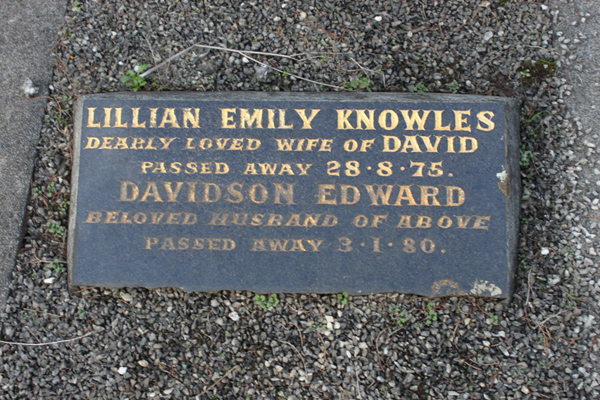 LILLIAN EMILY KNOWLES
DEARLY LOVED WIFE OF DAVID
PASSED AWAY 28·8·75.
DAVIDSON EDWARD
BELOVED HUSBAND OF ABOVE
PASSED AWAY 3·1·80.